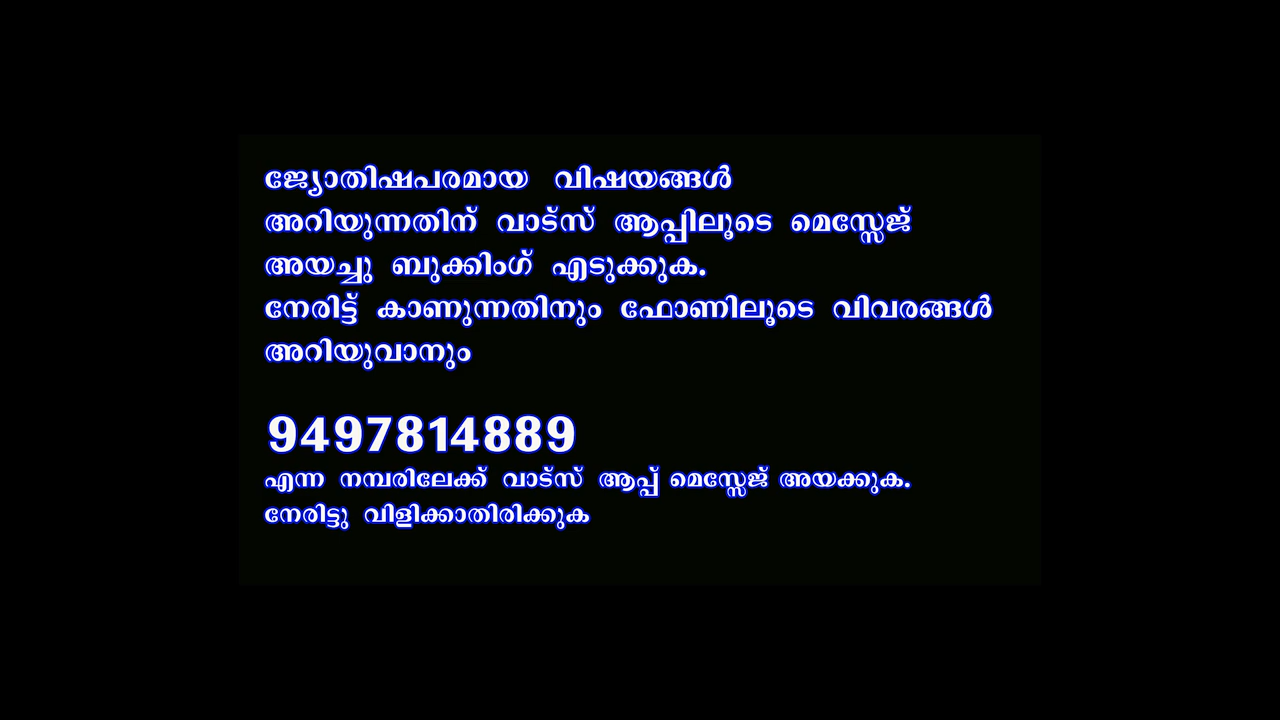 ജ്യോതിഷപരമായ വിഷയങ്ങൾ
അറിയുന്നതിന് വാട്സ് ആപ്പിലൂടെ മെസ്സേജ്
അയച്ചു ബുക്കിംഗ് എടുക്കുക.
നേരിട്ട് കാണുന്നതിനും ഫോണിലൂടെ വിവരങ്ങൾ
അറിയുവാനും
9497814889
എന്ന നമ്പരിലേക്ക് വാട്സ് ആപ്പ് മെസ്സേജ് അയക്കുക.
നേരിട്ടു വിളിക്കാതിരിക്കുക